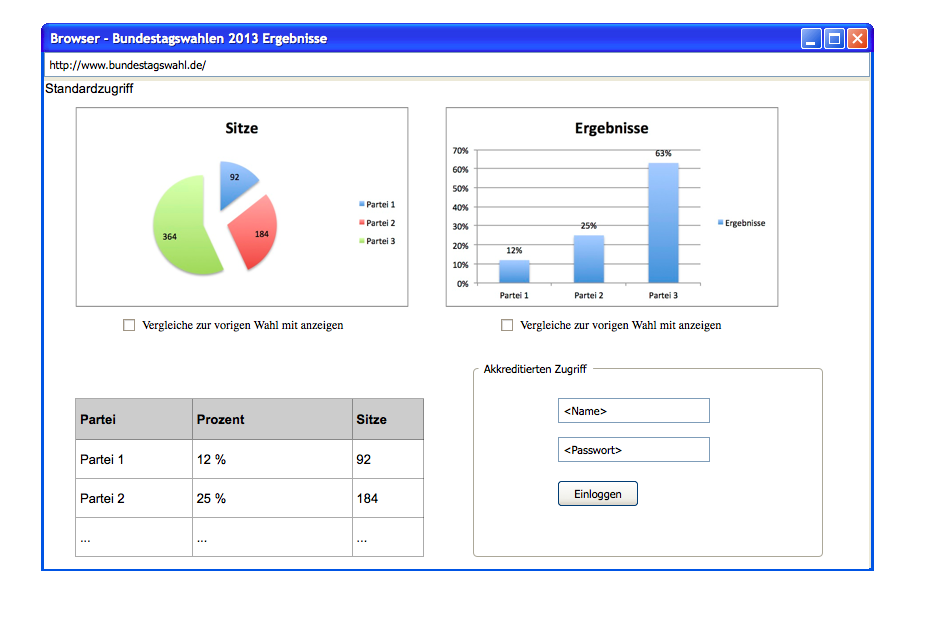 Browser - Bundestagswahlen 2013 Ergebnisse
http://www.bundestagswahl.de/
Standardzugriff
Sitze
92
184
364
Partei 1
Partei 2
Partei 3
Vergleiche zur vorigen Wahl mit anzeigen
Ergebnisse
70%
60%
50%
40%
30%
20%
10%
0%
12%
25%
63%
Partei 1 Partei 2 Partei 3
Ergebnisse
Vergleiche zur vorigen Wahl mit anzeigen
Partei Prozent Sitze
Partei 1 12 % 92
Partei 2 25 % 184
... ... ...
Akkreditierten Zugriff
<Name>
<Passwort>
Einloggen